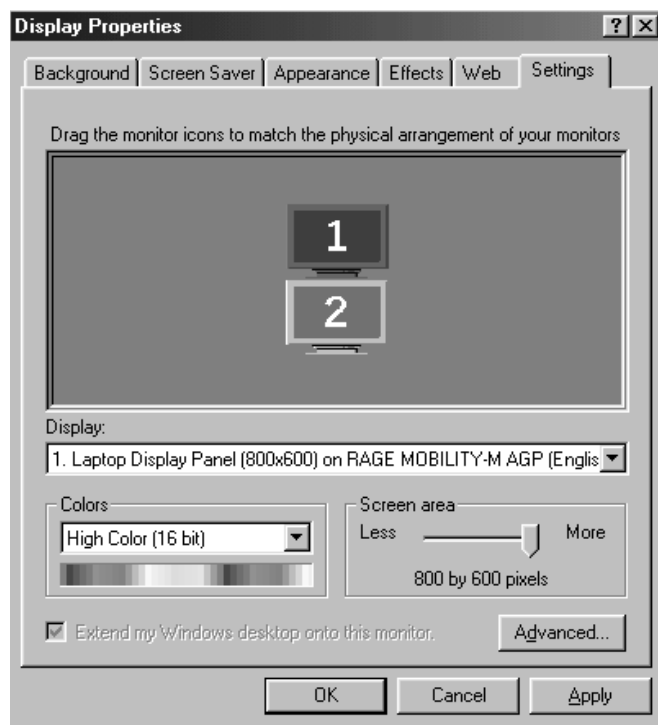 Display Properties
Background Screen Saver Appearance Effects Web Settings
Drag the monitor icons to match the physical arrangement of your monitors
1
2
Display:
1. Laptop Display Panel (800x600) on RAGE MOBILITY-M AGP (Englis
Colors
High Color (16 bit)
Screen area
Less More
800 by 600 pixels
Extend my Windows desktop onto this monitor.
Advanced...
OK Cancel Apply